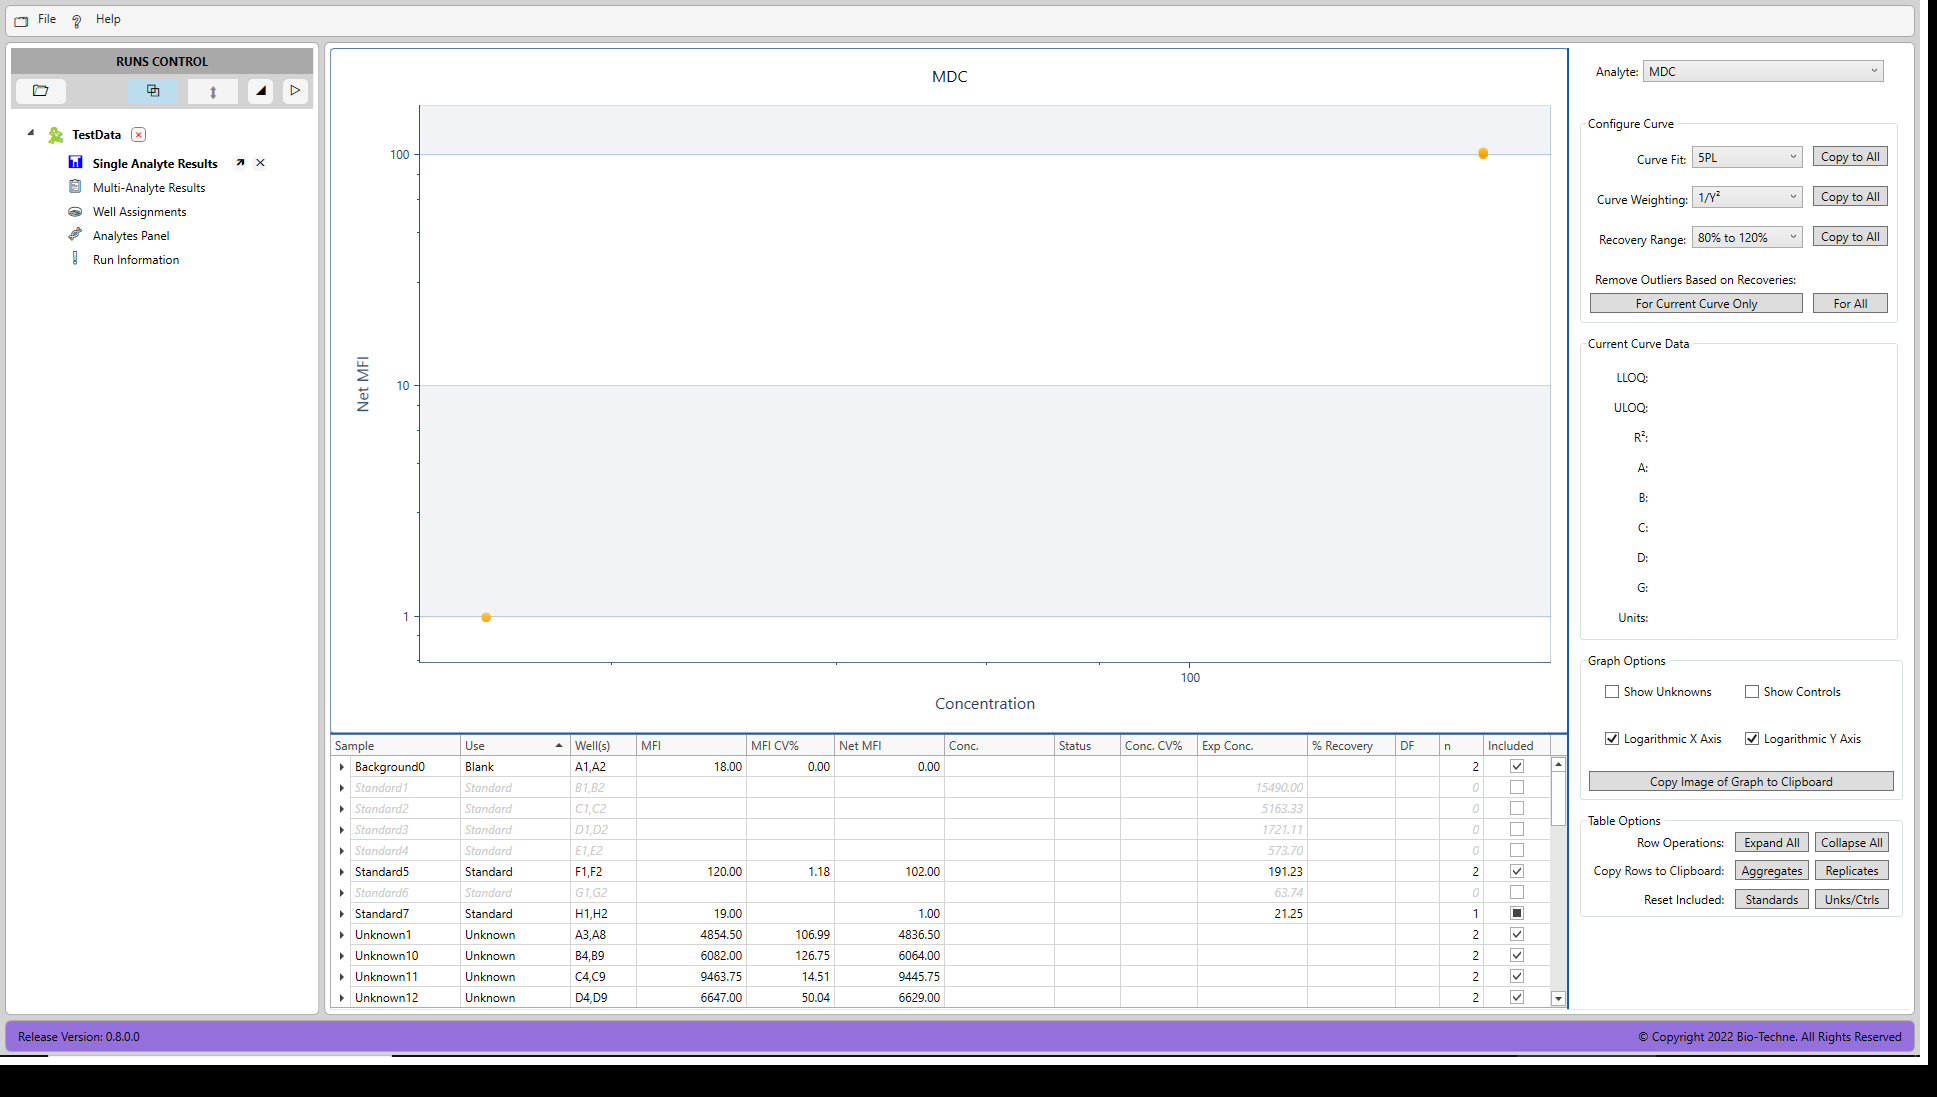 File ? Help
RUNS CONTROL
TestData
Single Analyte Results
Multi-Analyte Results
Well Assignments
Analytes Panel
Run Information
MDC
100
10
1
Net MFI
100
Concentration
Sample Use Well(s) MFI MFI CV% Net MFI Conc. Status Conc. CV% Exp Conc. % Recovery DF n Included
Background0 Blank A1,A2 18.00 0.00 0.00 2
Standard1 Standard B1,B2 15490.00 0
Standard2 Standard C1,C2 5163.33 0
Standard3 Standard D1,D2 1721.11 0
Standard4 Standard E1,E2 573.70 0
Standard5 Standard F1,F2 120.00 1.18 102.00 191.23 2
Standard6 Standard G1,G2 63.74 0
Standard7 Standard H1,H2 19.00 1.00 21.25 1
Unknown1 Unknown A3,A8 4854.50 106.99 4836.50 2
Unknown10 Unknown B4,B9 6082.00 126.75 6064.00 2
Unknown11 Unknown C4,C9 9463.75 14.51 9445.75 2
Unknown12 Unknown D4,D9 6647.00 50.04 6629.00 2
Analyte: MDC
Configure Curve
Curve Fit: 5PL Copy to All
Curve Weighting: 1/Y² Copy to All
Recovery Range: 80% to 120% Copy to All
Remove Outliers Based on Recoveries:
For Current Curve Only For All
Current Curve Data
LLOQ:
ULOQ:
R²:
A:
B:
C:
D:
G:
Units:
Graph Options
Show Unknowns Show Controls
Logarithmic X Axis Logarithmic Y Axis
Copy Image of Graph to Clipboard
Table Options
Row Operations: Expand All Collapse All
Copy Rows to Clipboard: Aggregates Replicates
Reset Included: Standards Unks/Ctrls
Release Version: 0.8.0.0
© Copyright 2022 Bio-Techne. All Rights Reserved